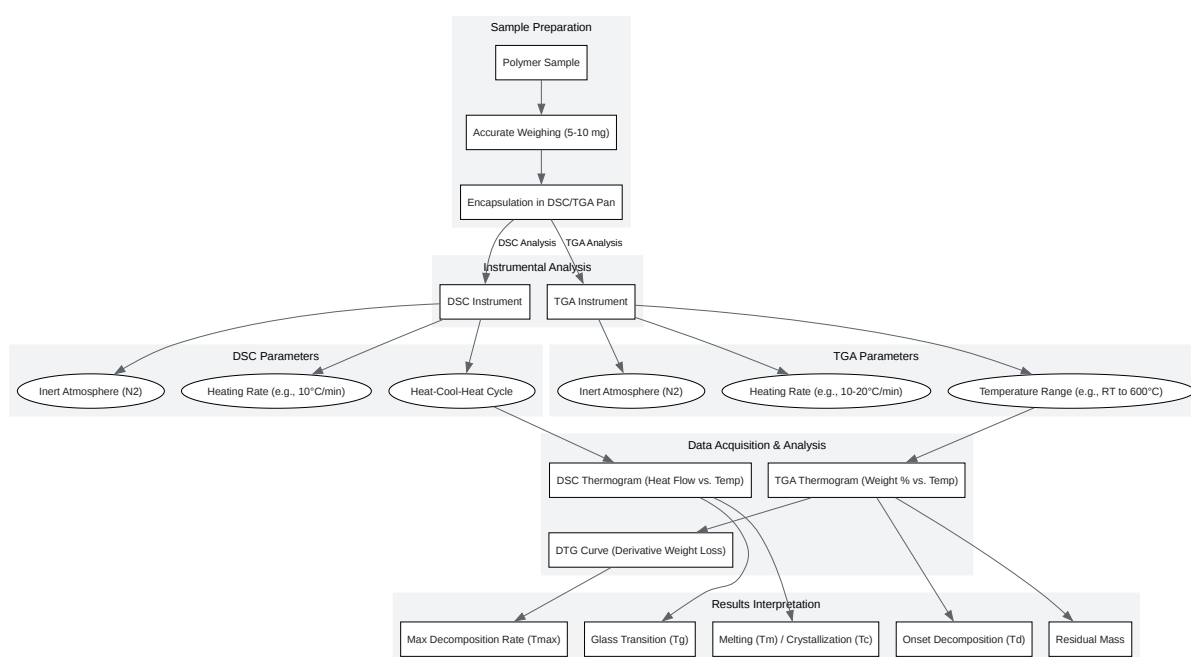 Sample Preparation
Polymer Sample
Accurate Weighing (5-10 mg)
Encapsulation in DSC/TGA Pan
DSC Analysis
TGA Analysis
Instrumental Analysis
DSC Instrument
TGA Instrument
DSC Parameters
TGA Parameters
Inert Atmosphere (N2)
Heating Rate (e.g., 10°C/min)
Heat-Cool-Heat Cycle
Inert Atmosphere (N2)
Heating Rate (e.g., 10-20°C/min)
Temperature Range (e.g., RT to 600°C)
Data Acquisition & Analysis
DSC Thermogram (Heat Flow vs. Temp)
TGA Thermogram (Weight % vs. Temp)
DTG Curve (Derivative Weight Loss)
Results Interpretation
Max Decomposition Rate (Tmax)
Glass Transition (Tg)
Melting (Tm) / Crystallization (Tc)
Onset Decomposition (Td)
Residual Mass